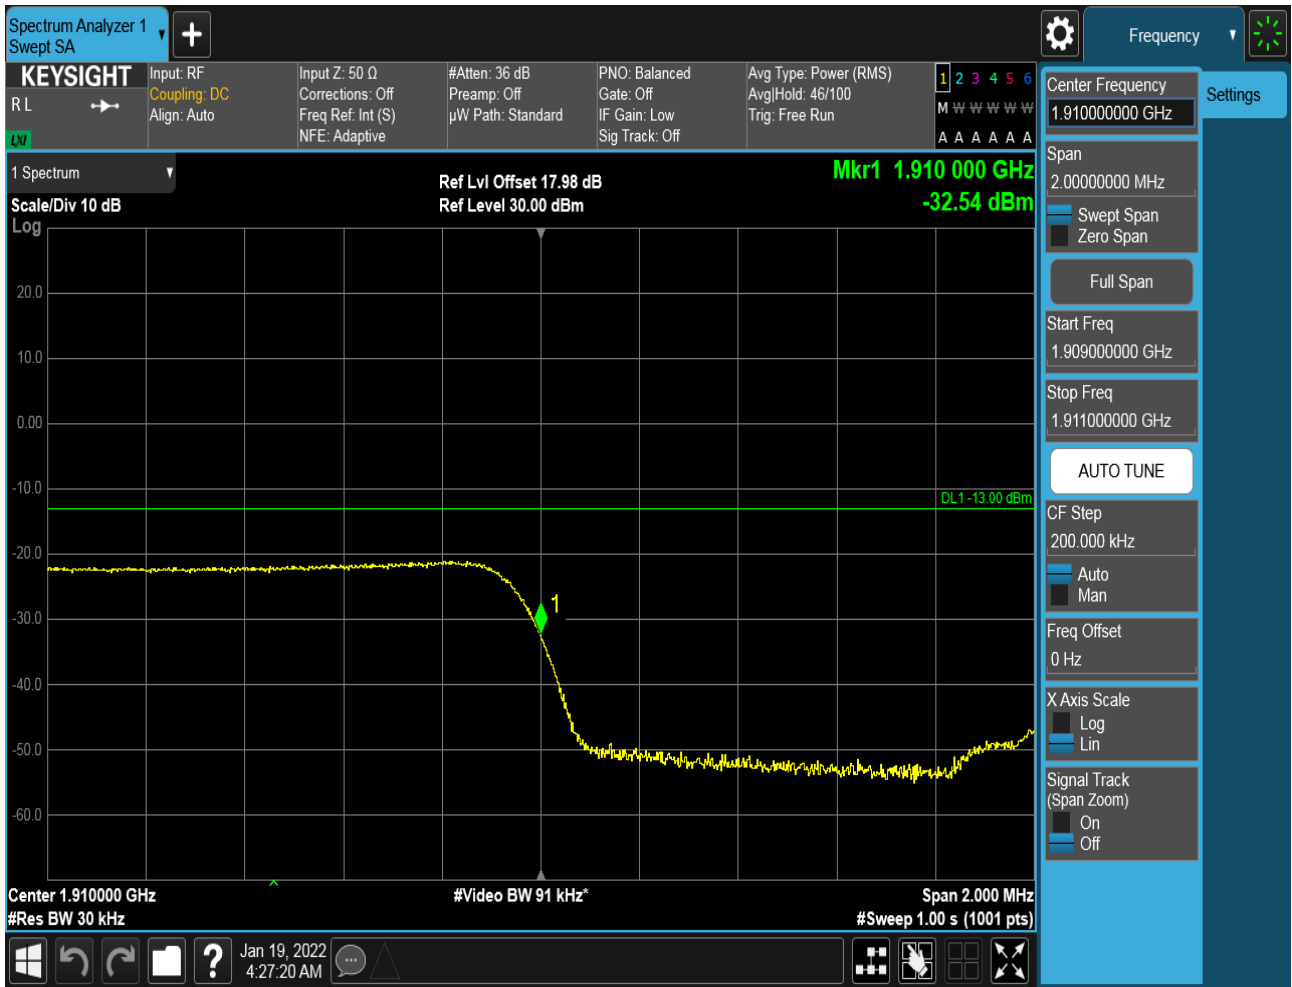 Spectrum Analyzer 1
Swept SA
Frequency
KEYSIGHT
R L
LXI
Input: RF
Coupling: DC
Align: Auto
Input Z: 50 Ω
Corrections: Off
Freq Ref: Int (S)
NFE: Adaptive
#Atten: 36 dB
Preamp: Off
µW Path: Standard
PNO: Balanced
Gate: Off
IF Gain: Low
Sig Track: Off
Avg Type: Power (RMS)
Avg|Hold: 46/100
Trig: Free Run
1 2 3 4 5 6
M W W W W W
A A A A A A
1 Spectrum
Scale/Div 10 dB
Log
Ref Lvl Offset 17.98 dB
Ref Level 30.00 dBm
Mkr1 1.910 000 GHz
-32.54 dBm
20.0
10.0
0.00
-10.0
-20.0
-30.0
-40.0
-50.0
-60.0
DL1 -13.00 dBm
1
Center 1.910000 GHz
#Res BW 30 kHz
#Video BW 91 kHz*
Span 2.000 MHz
#Sweep 1.00 s (1001 pts)
Jan 19, 2022
4:27:20 AM
?
Center Frequency
1.910000000 GHz
Settings
Span
2.00000000 MHz
Swept Span
Zero Span
Full Span
Start Freq
1.909000000 GHz
Stop Freq
1.911000000 GHz
AUTO TUNE
CF Step
200.000 kHz
Auto
Man
Freq Offset
0 Hz
X Axis Scale
Log
Lin
Signal Track
(Span Zoom)
On
Off